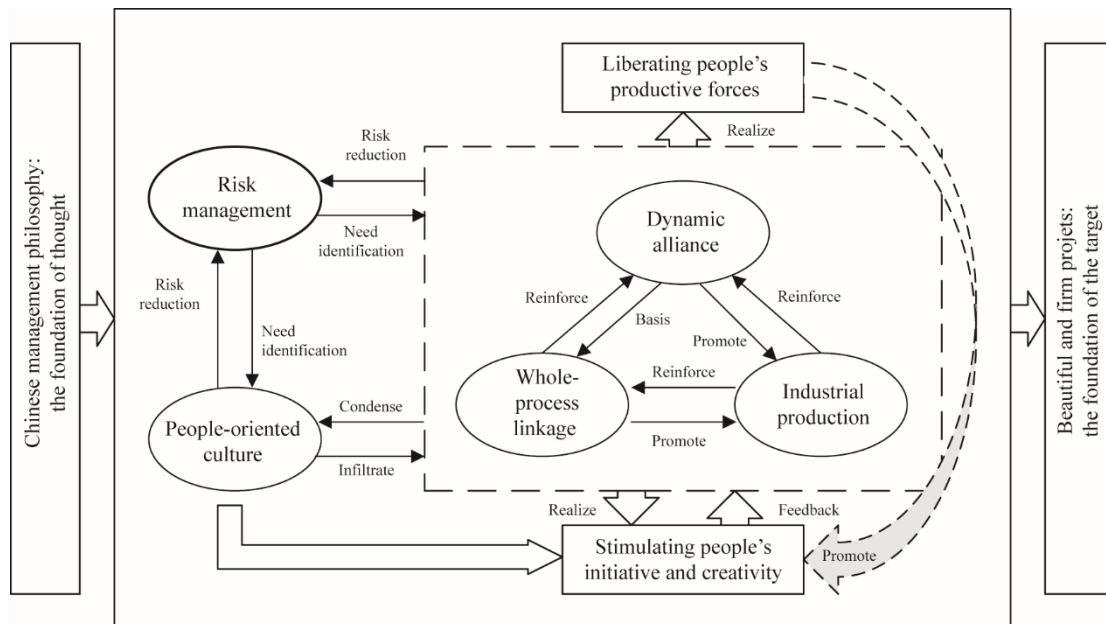 Chinese management philosophy:
the foundation of thought
Liberating people's
productive forces
Realize
Risk
reduction
Risk
management
Need
identification
Dynamic
alliance
Risk
reduction
Reinforce
Reinforce
Basis
Promote
Need
identification
Reinforce
Whole-
process
linkage
Industrial
production
Condense
People-oriented
culture
Promote
Infiltrate
Realize
Feedback
Stimulating people's
initiative and creativity
Promote
Beautiful and firm projets:
the foundation of the target